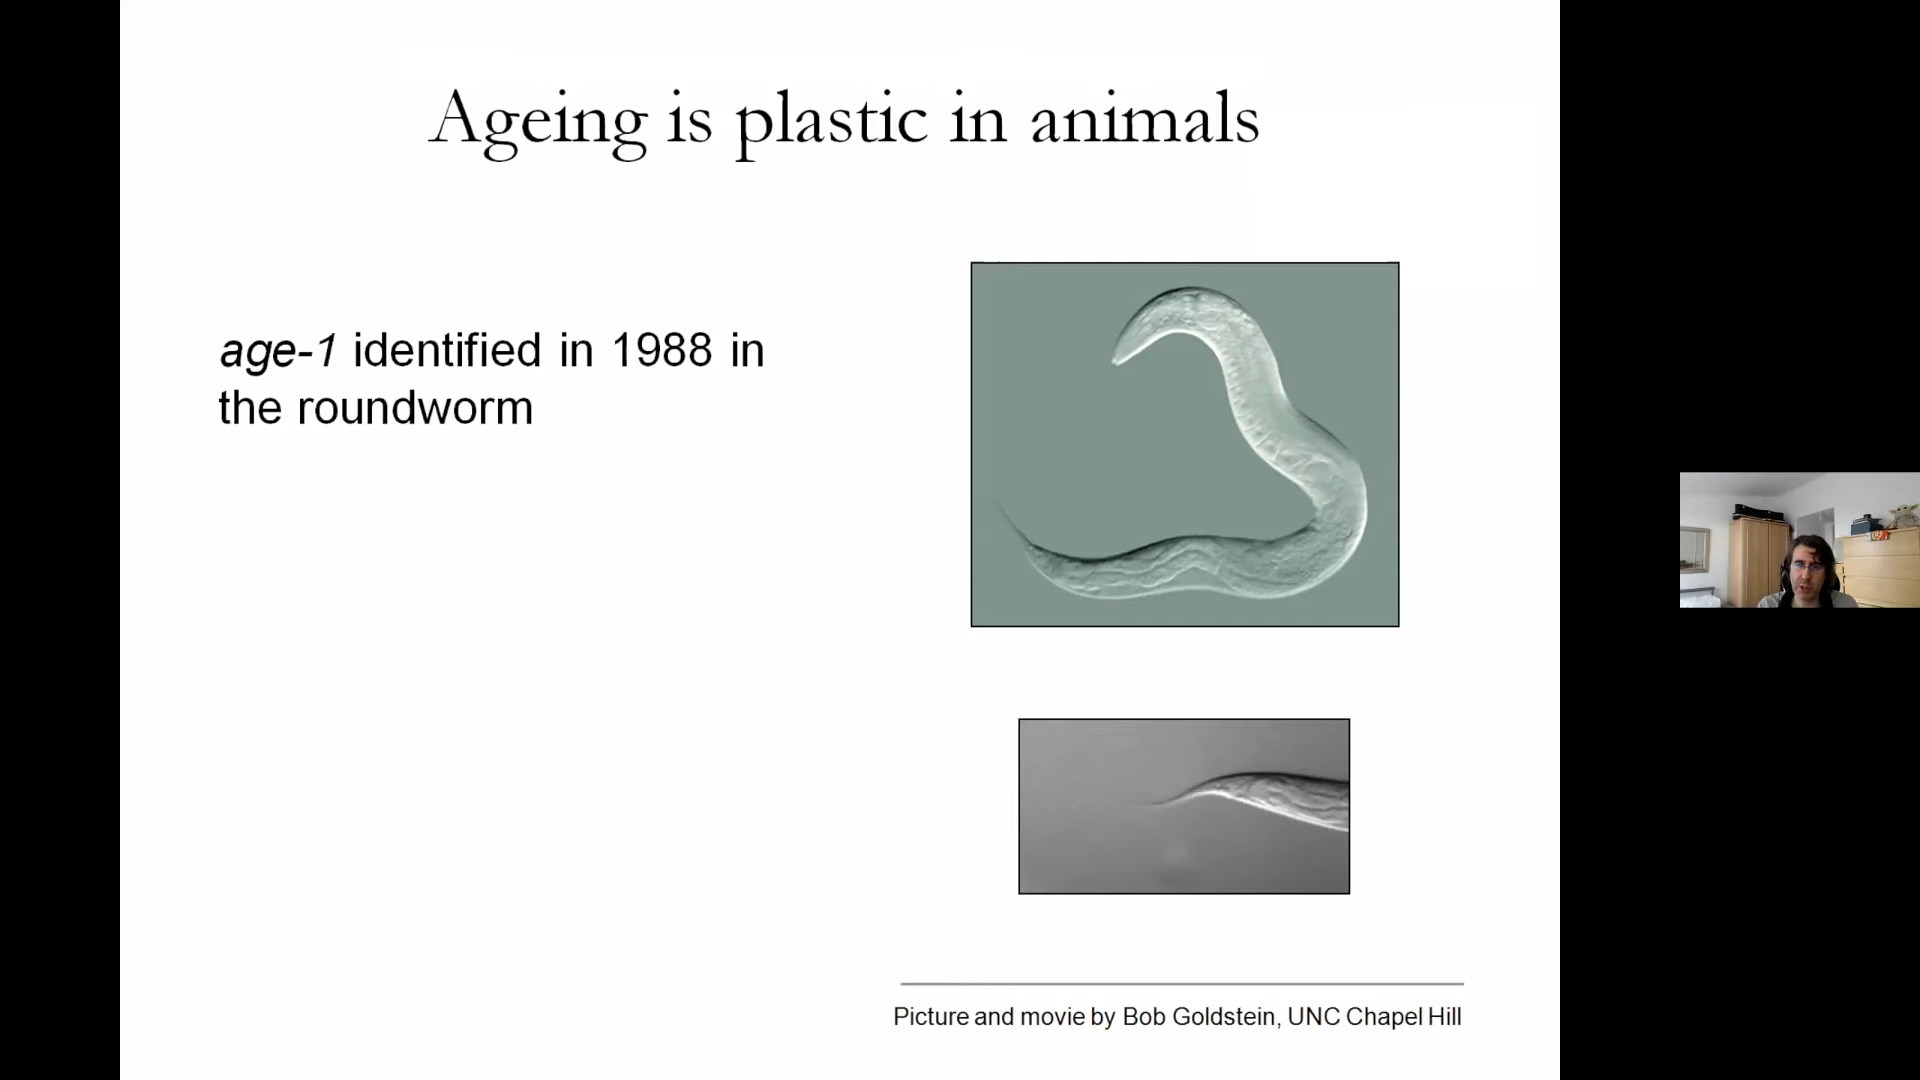 Ageing is plastic in animals
age-1 identified in 1988 in
the roundworm
Picture and movie by Bob Goldstein, UNC Chapel Hill